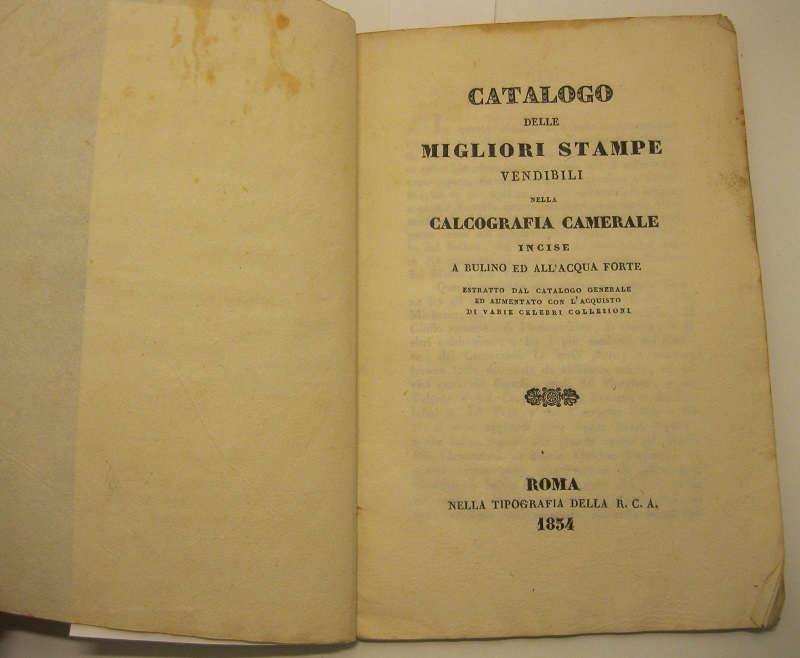 CATALOGO
DELLE
MIGLIORI STAMPE
VENDIBILI
NELLA
CALCOGRAFIA CAMERALE
INCISE
A BULINO ED ALL'ACQUA FORTE
ESTRATTO DAL CATALOGO GENERALE
ED AUMENTATO CON L'ACQUISTO
DI VARIE CELEBRI COLLEZIONI
ROMA
NELLA TIPOGRAFIA DELLA R. C. A.
1834